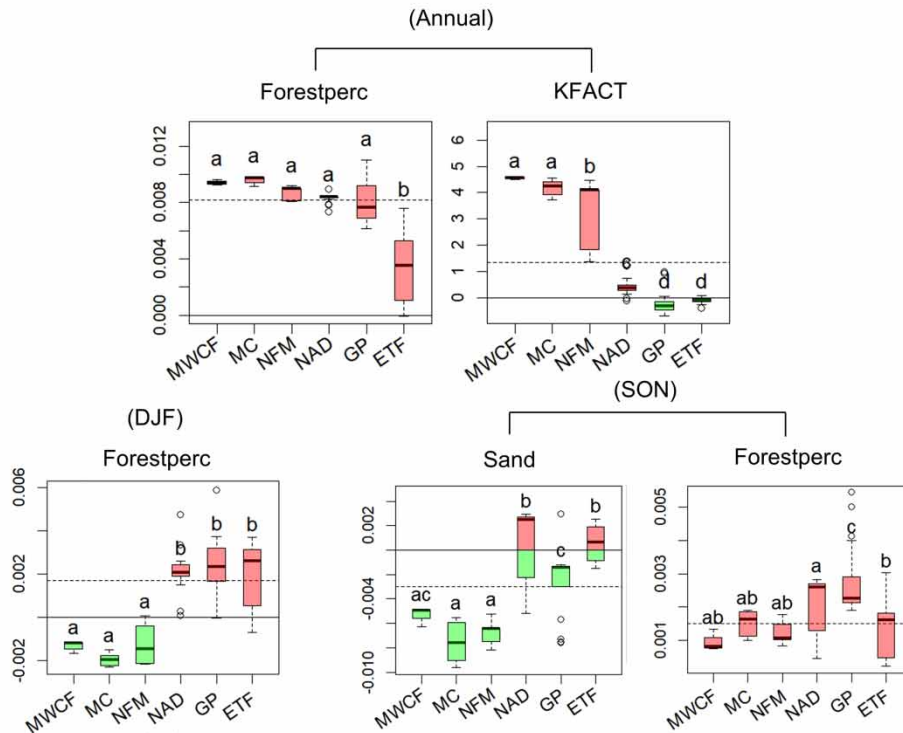 (Annual)
Forestperc KFACT
0.012
0.008
0.004
0.000
a a a a a b
MWCF MC NFM NAD GP ETF
6
5
4
3
2
1
0
a a b c d d
MWCF MC NFM NAD GP ETF
(DJF)
Forestperc
0.006
0.002
-0.002
a a a b b b
MWCF MC NFM NAD GP ETF
(SON)
Sand Forestperc
0.002
-0.004
-0.010
ac a a b c b
MWCF MC NFM NAD GP ETF
0.005
0.003
0.001
ab ab ab a c b
MWCF MC NFM NAD GP ETF